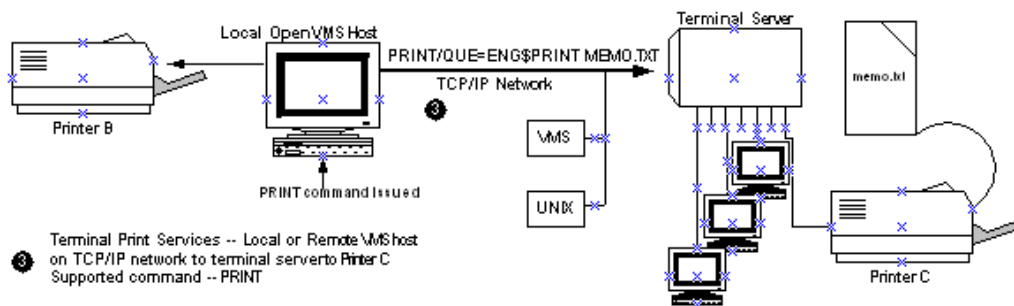 Terminal Server
Local OpenVMS Host
PRINT/QUE=ENG$PRINT MEMO.TXT
TCP/IP Network
3
memo.txt
Printer B
VMS
UNIX
PRINT command issued
3 Terminal Print Services -- Local or Remote VMS host
on TCP/IP network to terminal server to Printer C
Supported command -- PRINT
Printer C